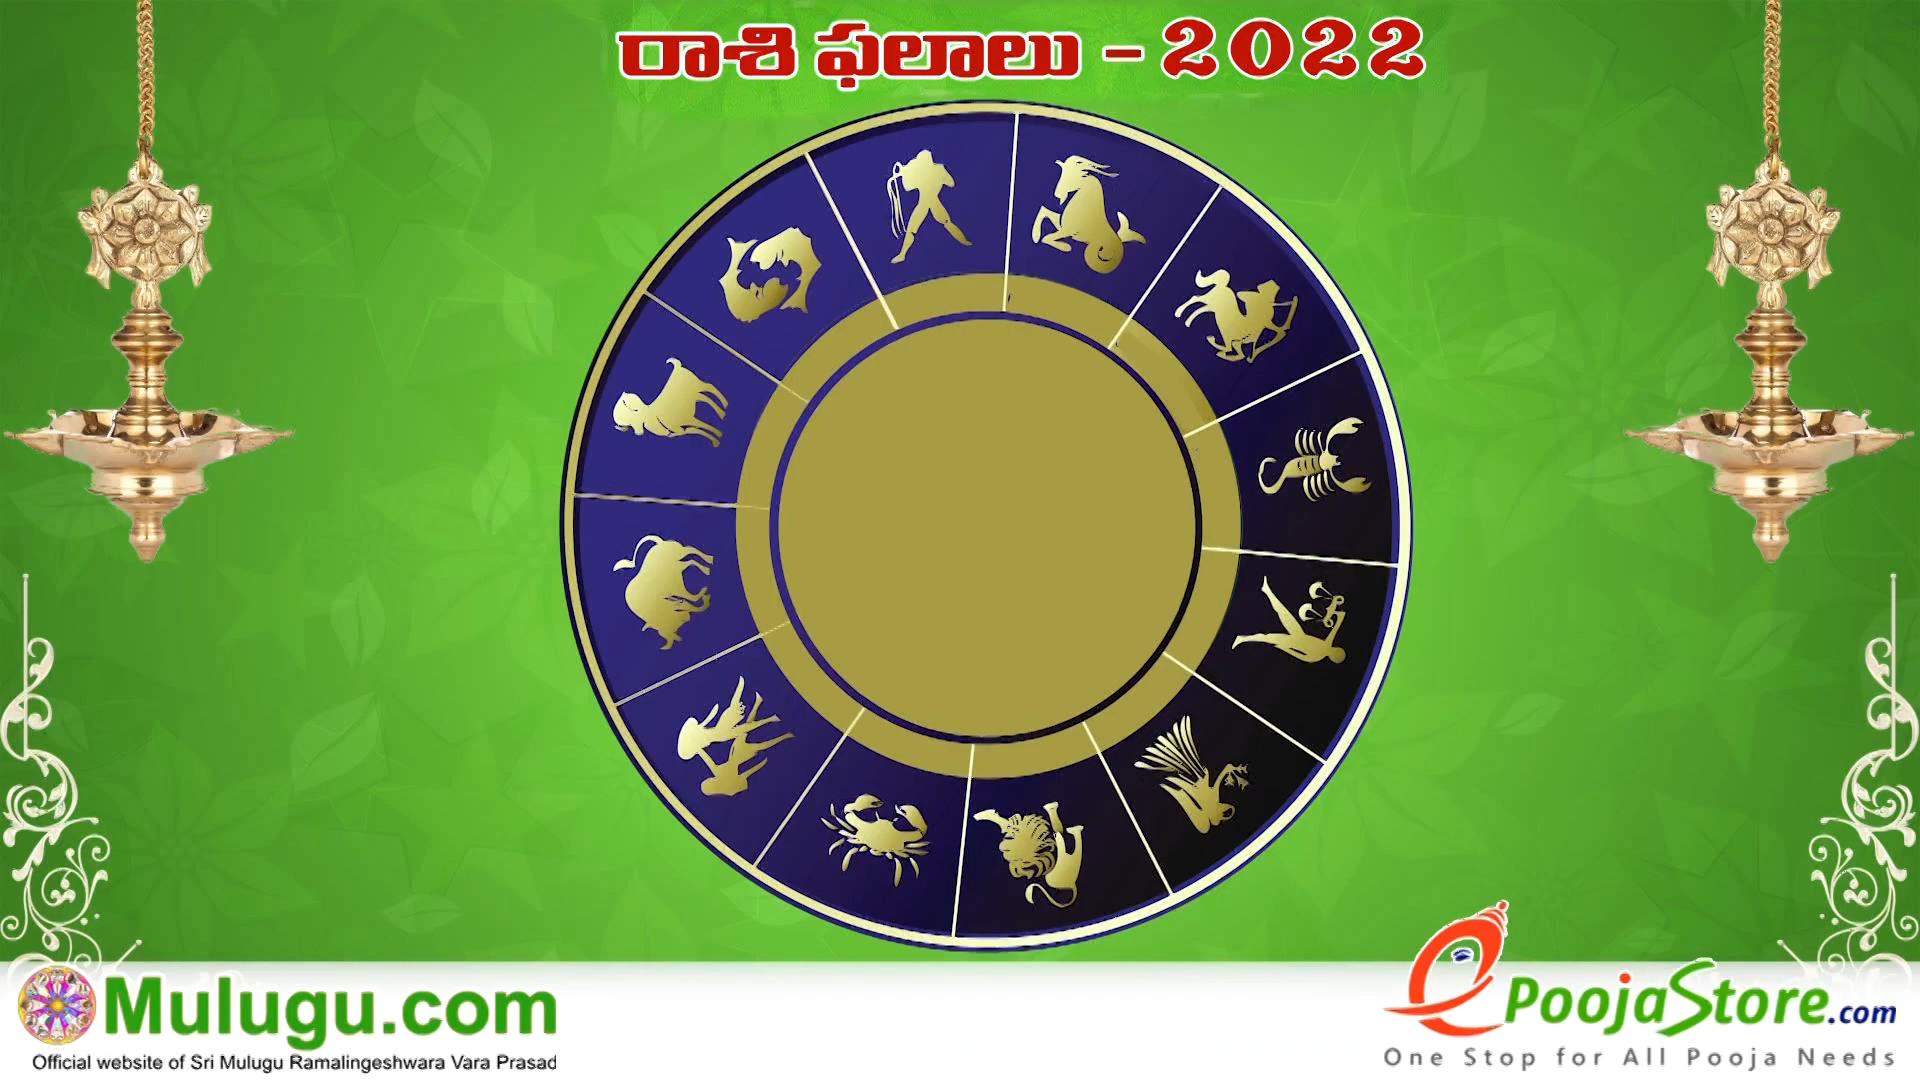 రాశి ఫలాలు - 2022
Mulugu.com
Official website of Sri Mulugu Ramalingeshwara Vara Prasad
ePoojaStore.com
One Stop for All Pooja Needs